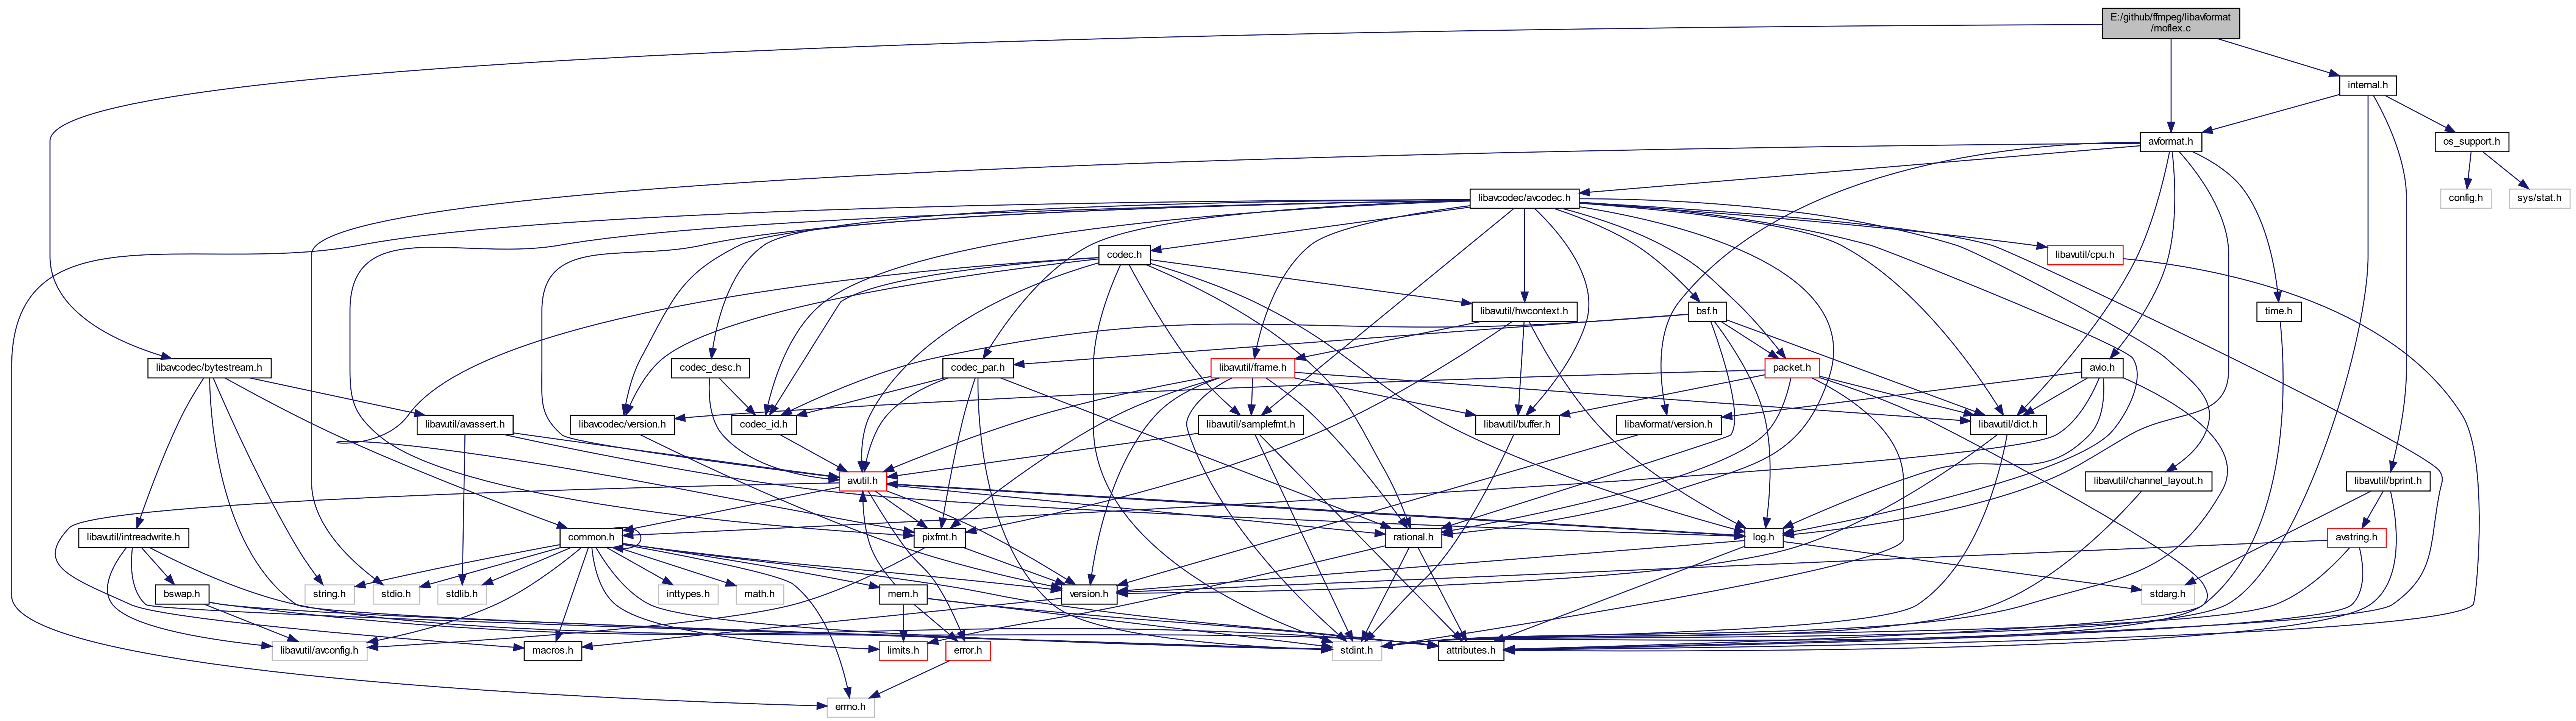 E:/github/ffmpeg/libavformat
/moflex.c
internal.h
avformat.h
os_support.h
libavcodec/avcodec.h
config.h
sys/stat.h
codec.h
libavutil/cpu.h
libavutil/hwcontext.h
bsf.h
time.h
libavcodec/bytestream.h
codec_desc.h
codec_par.h
libavutil/frame.h
packet.h
avio.h
libavutil/avassert.h
libavcodec/version.h
codec_id.h
libavutil/samplefmt.h
libavutil/buffer.h
libavformat/version.h
libavutil/dict.h
avutil.h
libavutil/channel_layout.h
libavutil/bprint.h
libavutil/intreadwrite.h
common.h
pixfmt.h
rational.h
log.h
avstring.h
bswap.h
string.h
stdio.h
stdlib.h
inttypes.h
math.h
mem.h
version.h
stdarg.h
libavutil/avconfig.h
macros.h
limits.h
error.h
stdint.h
attributes.h
errno.h